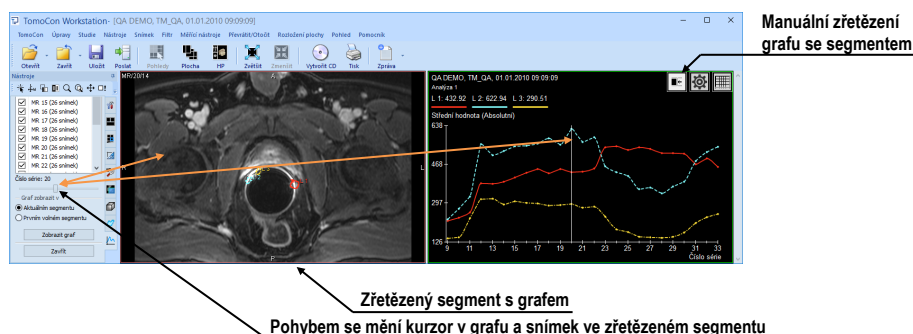 TomoCon Workstation- [QA DEMO, TM_QA, 01.01.2010 09:09:09]
TomoCon Úpravy Studie Nástroje Snímek Filtr Měřící nástroje Převrátit/Otočit Rozložení plochy Pohled Pomocník
Otevřít Zavřít Uložit Poslat Pohledy Plocha HP Zvětšit Zmenšit Vytvořit CD Tisk Zpráva
Manuální zřetězení
grafu se segmentem
Nástroje
MR 15 (26 snímek)
MR 16 (26 snímek)
MR 17 (26 snímek)
MR 18 (26 snímek)
MR 19 (26 snímek)
MR 20 (26 snímek)
MR 21 (26 snímek)
MR 22 (26 snímek)
Číslo série: 20
Graf zobrazit v
Aktuálním segmentu
Prvním volném segmentu
Zobrazit graf
Zavřít
MR/20/14
A
R
L
P
QA DEMO, TM_QA, 01.01.2010 09:09:09
Analýza 1
L 1: 432.92 L 2: 622.94 L 3: 290.51
Střední hodnota (Absolutní)
638
468
297
126
9 11 13 15 17 19 21 23 25 27 29 31 33
Číslo série
Zřetězený segment s grafem
Pohybem se mění kurzor v grafu a snímek ve zřetězeném segmentu